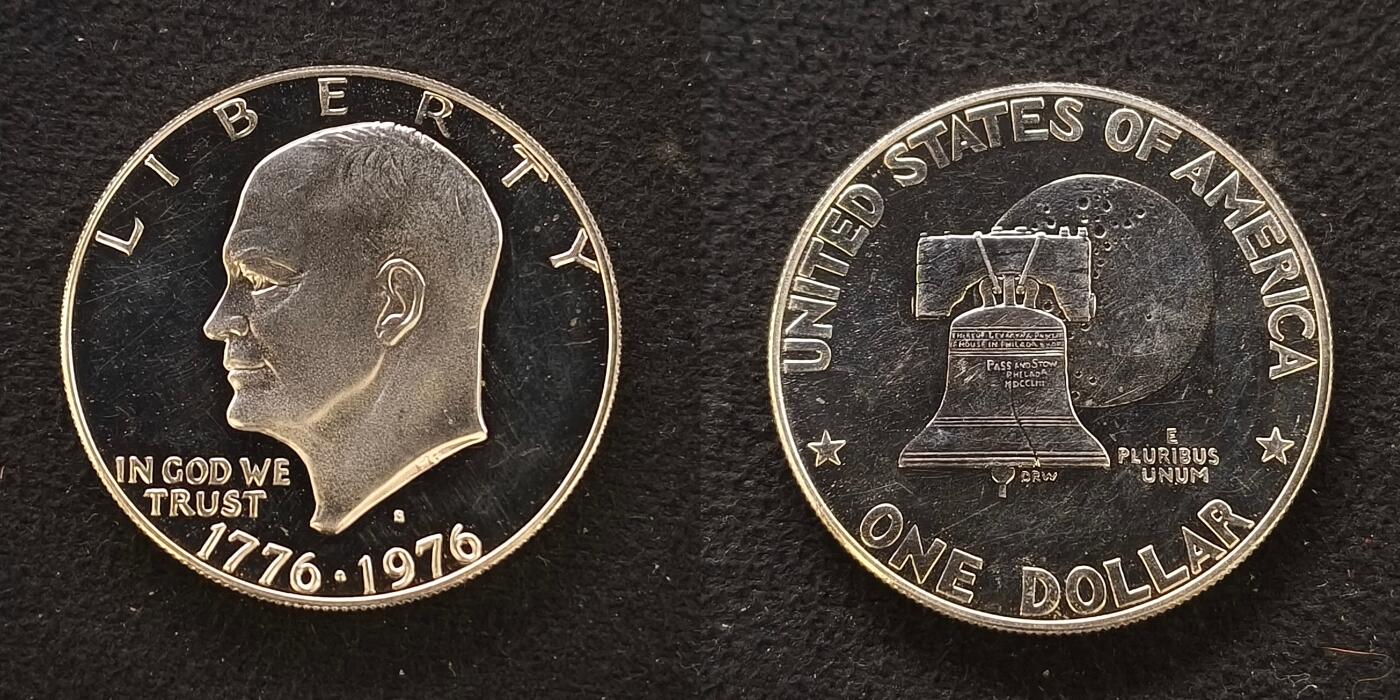 LIBERTY
IN GOD WE
TRUST
S
1776·1976
UNITED STATES OF AMERICA
PASS AND STOW
PHILADA
MDCCLIII
DRW
E
PLURIBUS
UNUM
ONE DOLLAR